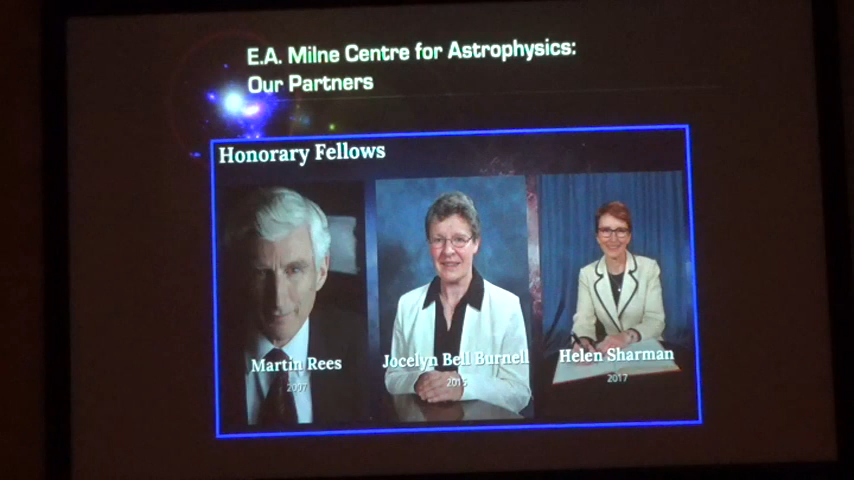 E.A. Milne Centre for Astrophysics:
Our Partners
Honorary Fellows
Martin Rees
2007
Jocelyn Bell Burnell
2015
Helen Sharman
2017